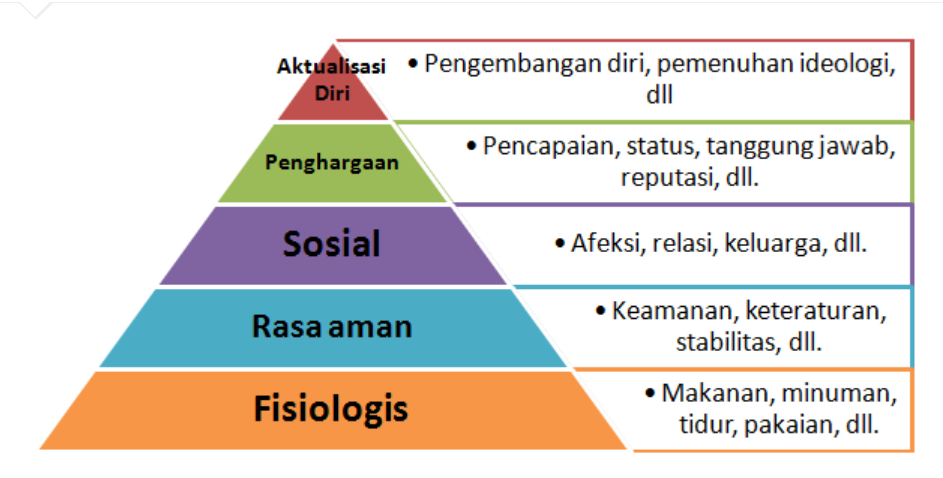 Aktualisasi
Diri
• Pengembangan diri, pemenuhan ideologi,
dll
Penghargaan
• Pencapaian, status, tanggung jawab,
reputasi, dll.
Sosial
• Afeksi, relasi, keluarga, dll.
Rasa aman
• Keamanan, keteraturan,
stabilitas, dll.
Fisiologis
• Makanan, minuman,
tidur, pakaian, dll.